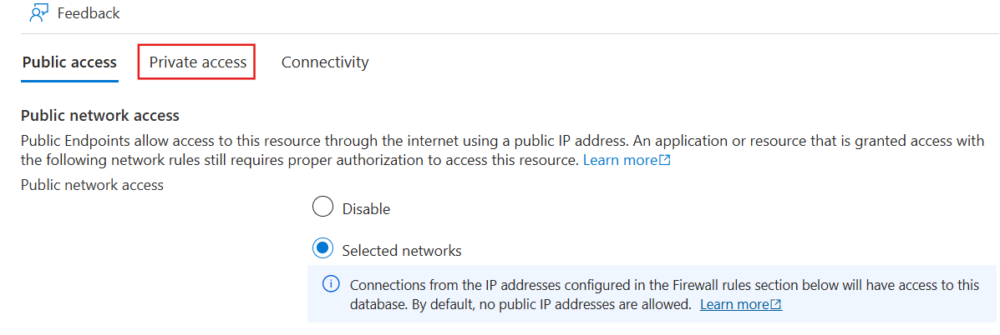 Feedback
Public access Private access Connectivity
Public network access
Public Endpoints allow access to this resource through the internet using a public IP address. An application or resource that is granted access with
the following network rules still requires proper authorization to access this resource. Learn more
Public network access
Disable
Selected networks
Connections from the IP addresses configured in the Firewall rules section below will have access to this
database. By default, no public IP addresses are allowed. Learn more